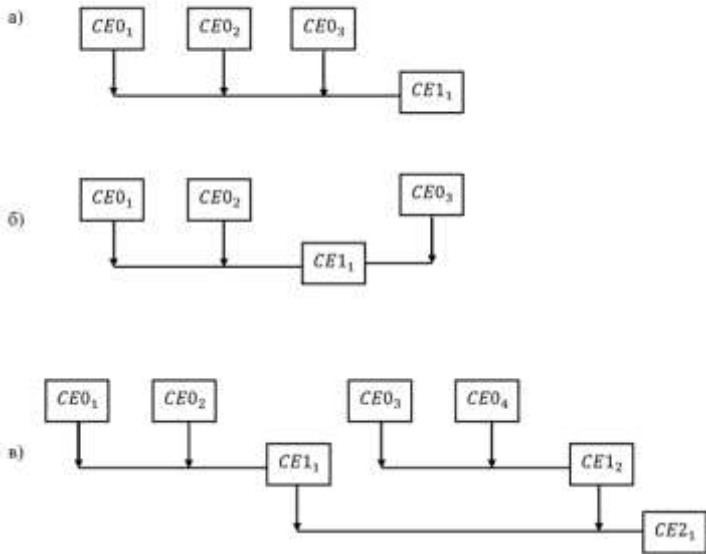 а)
CE0₁ CE0₂ CE0₃
CE1₁
CE0₁ CE0₂ CE0₃
б)
CE1₁
CE0₁ CE0₂ CE0₃ CE0₄
в)
CE1₁ CE1₂
CE2₁